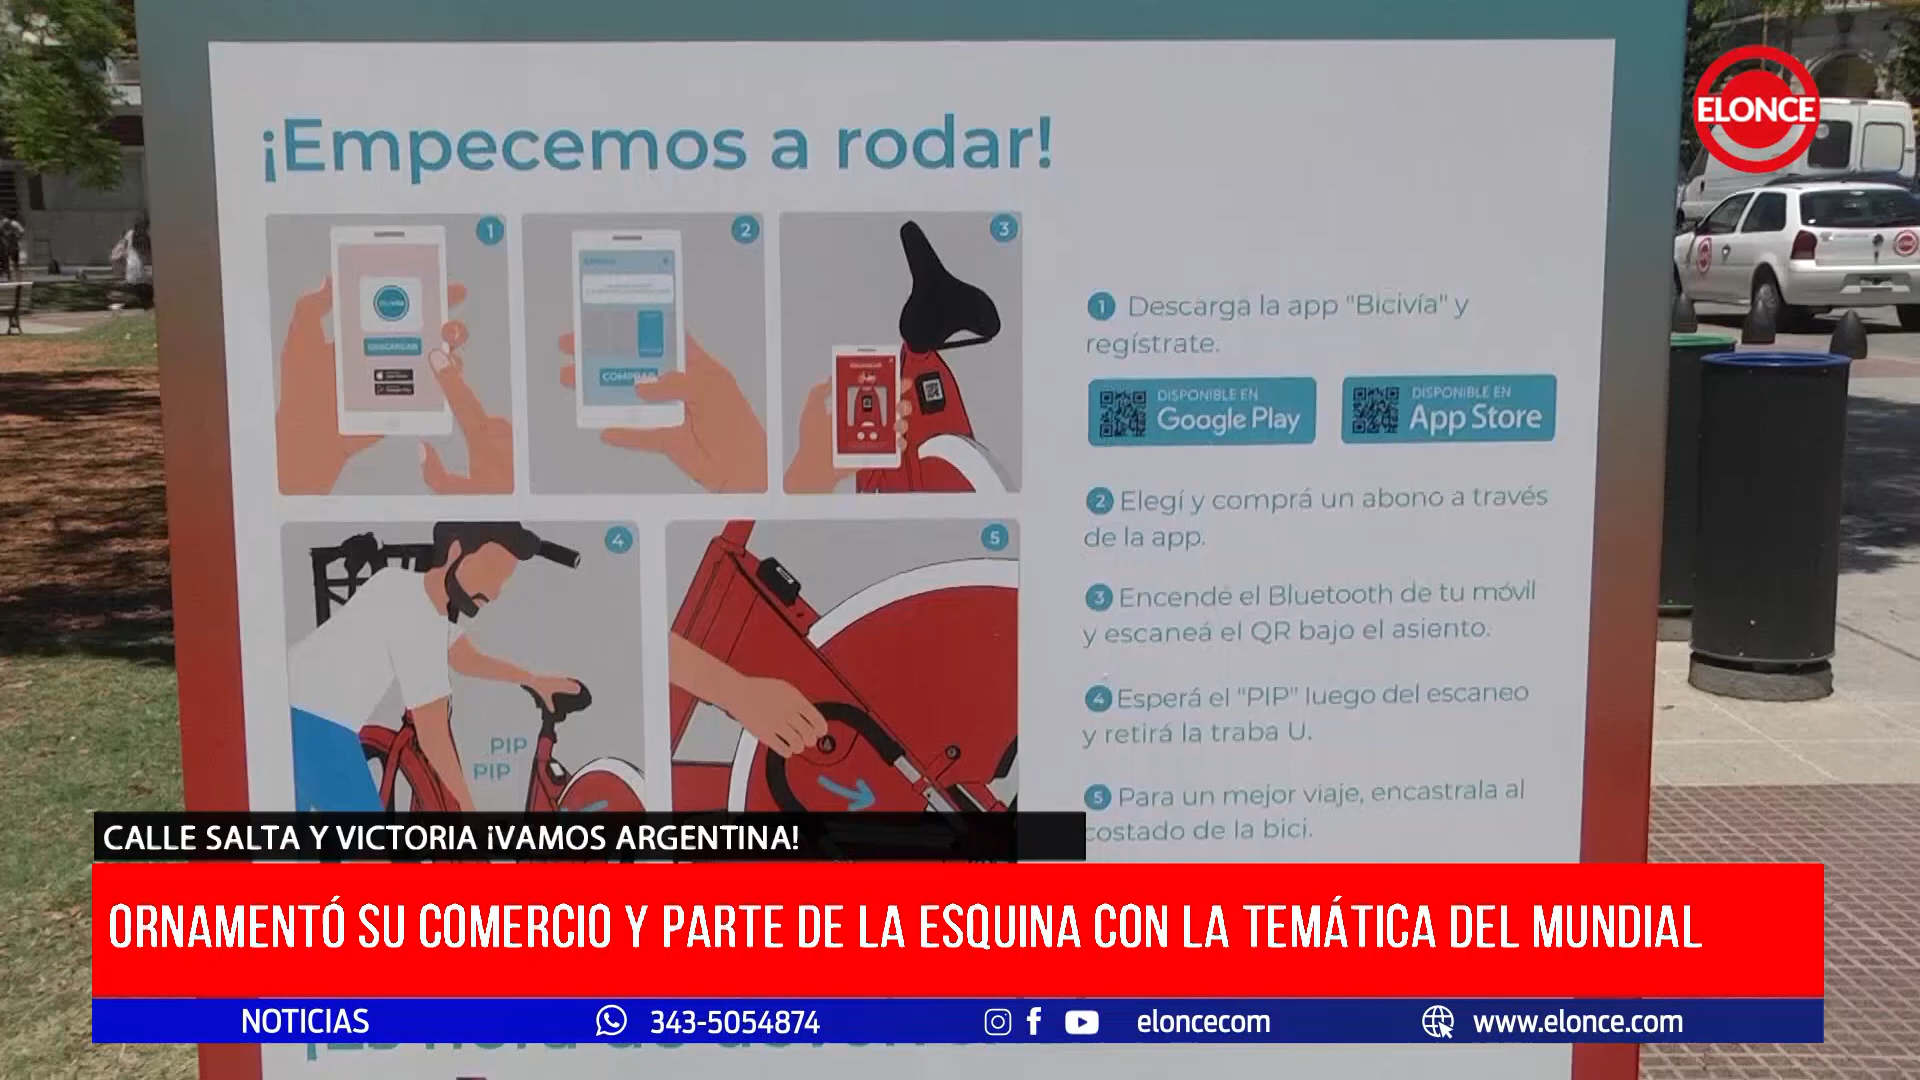 ¡Empecemos a rodar!
ELONCE
1
2
3
DESCARGAR
COMPRAR
4
5
PIP
PIP
1 Descarga la app "Bicivía" y
regístrate.
DISPONIBLE EN
Google Play
DISPONIBLE EN
App Store
2 Elegí y comprá un abono a través
de la app.
3 Encende el Bluetooth de tu móvil
y escaneá el QR bajo el asiento.
4 Esperá el "PIP" luego del escaneo
y retirá la traba U.
5 Para un mejor viaje, encastrala al
costado de la bici.
CALLE SALTA Y VICTORIA ¡VAMOS ARGENTINA!
ORNAMENTÓ SU COMERCIO Y PARTE DE LA ESQUINA CON LA TEMÁTICA DEL MUNDIAL
NOTICIAS
343-5054874
eloncecom
www.elonce.com